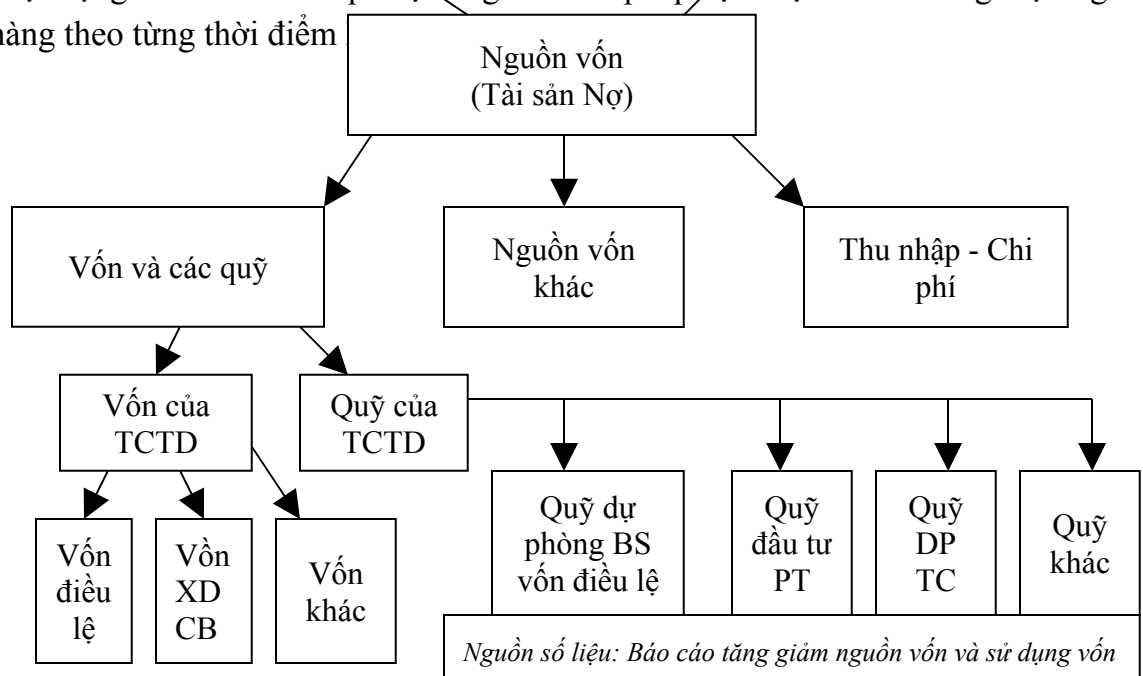 hàng theo từng thời điểm
Nguồn vốn
(Tài sản Nợ)
Vốn và các quỹ
Nguồn vốn
khác
Thu nhập - Chi
phí
Vốn của
TCTD
Quỹ của
TCTD
Vốn
điều
lệ
Vồn
XD
CB
Vốn
khác
Quỹ dự
phòng BS
vốn điều lệ
Quỹ
đầu tư
PT
Quỹ
DP
TC
Quỹ
khác
Nguồn số liệu: Báo cáo tăng giảm nguồn vốn và sử dụng vốn